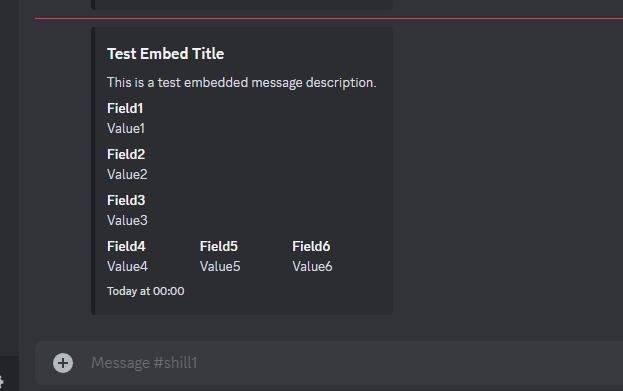 Test Embed Title
This is a test embedded message description.
Field1
Value1
Field2
Value2
Field3
Value3
Field4 Field5 Field6
Value4 Value5 Value6
Today at 00:00
Message #shill1